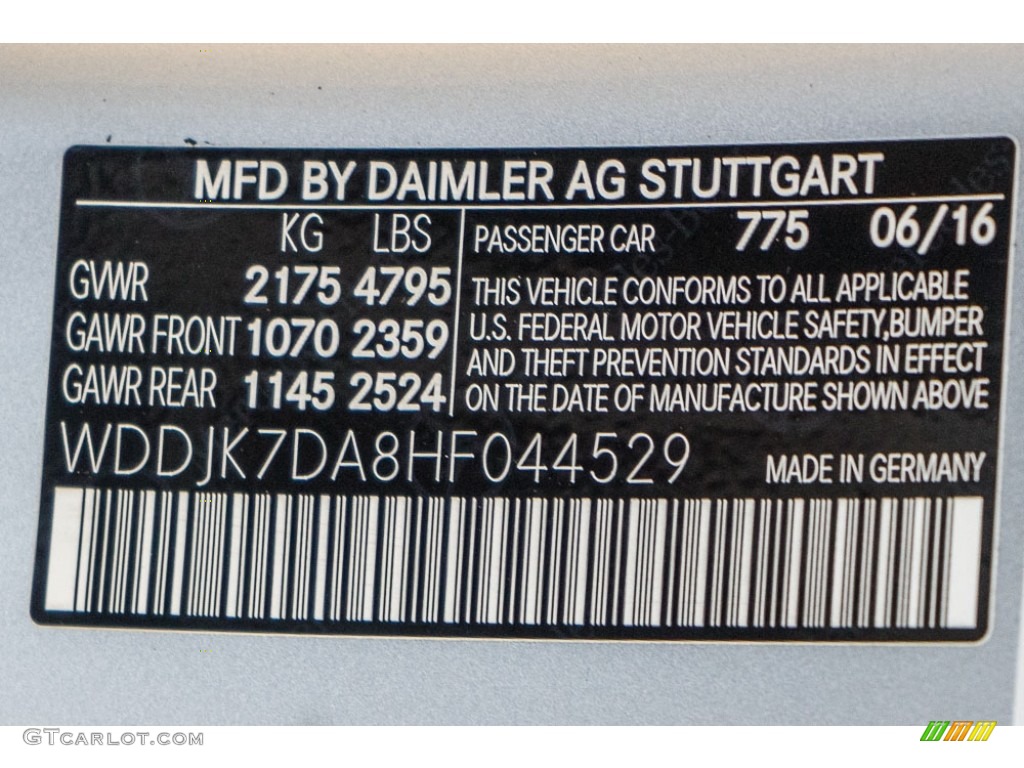 MFD BY DAIMLER AG STUTTGART
KG LBS
GVWR 2175 4795
GAWR FRONT 1070 2359
GAWR REAR 1145 2524
PASSENGER CAR 775 06/16
THIS VEHICLE CONFORMS TO ALL APPLICABLE
U.S. FEDERAL MOTOR VEHICLE SAFETY,BUMPER
AND THEFT PREVENTION STANDARDS IN EFFECT
ON THE DATE OF MANUFACTURE SHOWN ABOVE
WDDJK7DA8HF044529
MADE IN GERMANY
GTCARLOT.COM